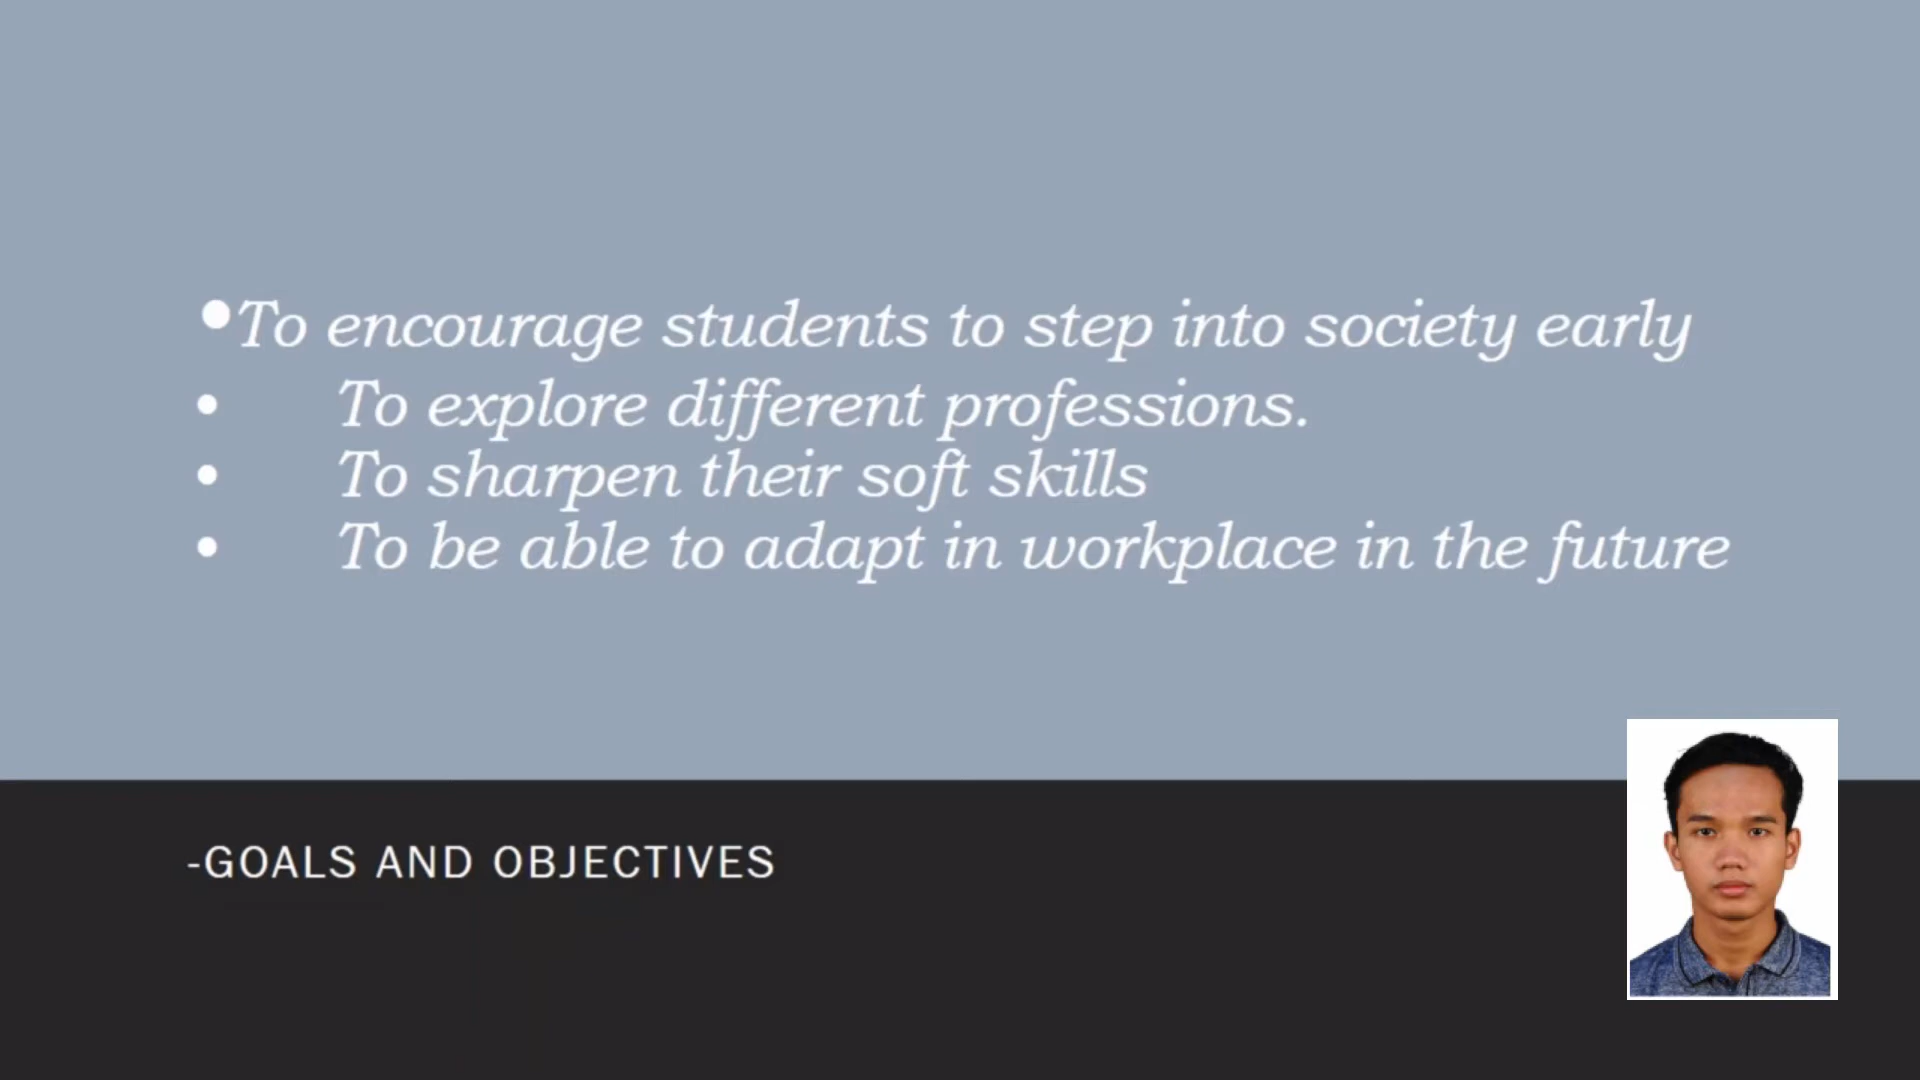 •To encourage students to step into society early
• To explore different professions.
• To sharpen their soft skills
• To be able to adapt in workplace in the future
-GOALS AND OBJECTIVES